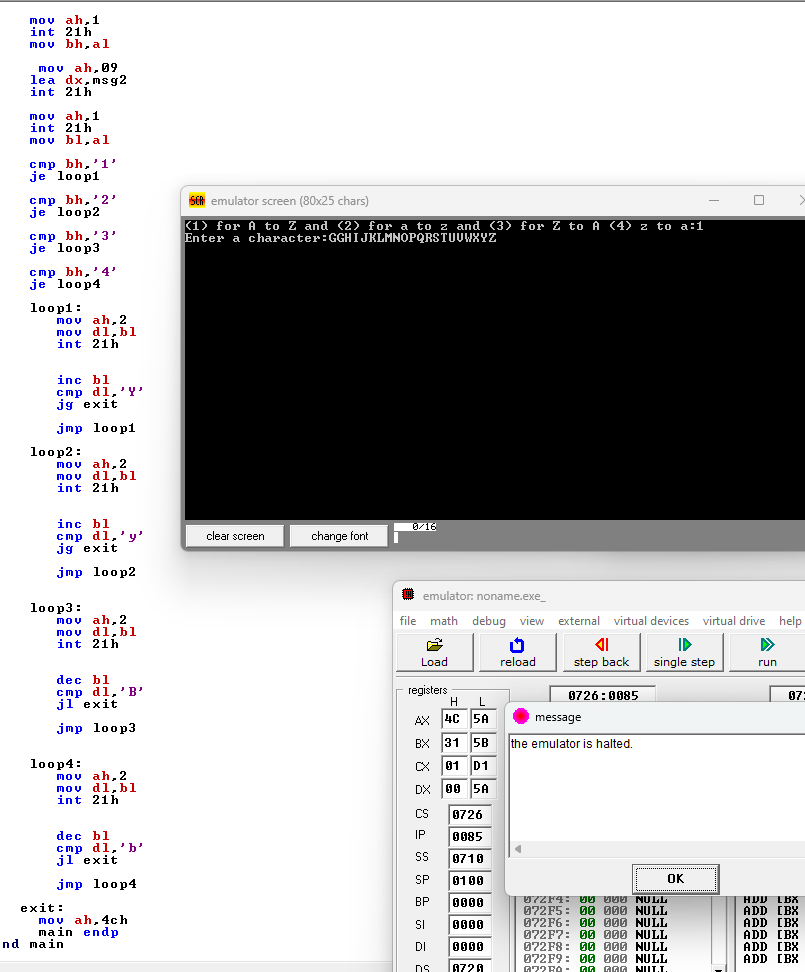 mov ah,1
int 21h
mov bh,al
mov ah,09
lea dx,msg2
int 21h
mov ah,1
int 21h
mov bl,al
cmp bh,'1'
je loop1
cmp bh,'2'
je loop2
cmp bh,'3'
je loop3
cmp bh,'4'
je loop4
loop1:
mov ah,2
mov dl,bl
int 21h
inc bl
cmp dl,'Y'
jg exit
jmp loop1
loop2:
mov ah,2
mov dl,bl
int 21h
inc bl
cmp dl,'y'
jg exit
jmp loop2
loop3:
mov ah,2
mov dl,bl
int 21h
dec bl
cmp dl,'B'
jl exit
jmp loop3
loop4:
mov ah,2
mov dl,bl
int 21h
dec bl
cmp dl,'b'
jl exit
jmp loop4
exit:
mov ah,4ch
main endp
nd main
SCR emulator screen (80x25 chars)
(1) for A to Z and (2) for a to z and (3) for Z to A (4) z to a:1
Enter a character:GGHIJKLMNOPQRSTUVWXYZ
clear screen change font 0/16
emulator: noname.exe_
file math debug view external virtual devices virtual drive help
Load reload step back single step run
registers 0726:0085 072
H L
AX 4C 5A
BX 31 5B
CX 01 D1
DX 00 5A
CS 0726
IP 0085
SS 0710
SP 0100
BP 0000
SI 0000
DI 0000
DS 0720
message
the emulator is halted.
OK
072F4: 00 000 NULL ADD [BX
072F5: 00 000 NULL ADD [BX
072F6: 00 000 NULL ADD [BX
072F7: 00 000 NULL ADD [BX
072F8: 00 000 NULL ADD [BX
072F9: 00 000 NULL ADD [BX
072FA: 00 000 NULL ADD [BX